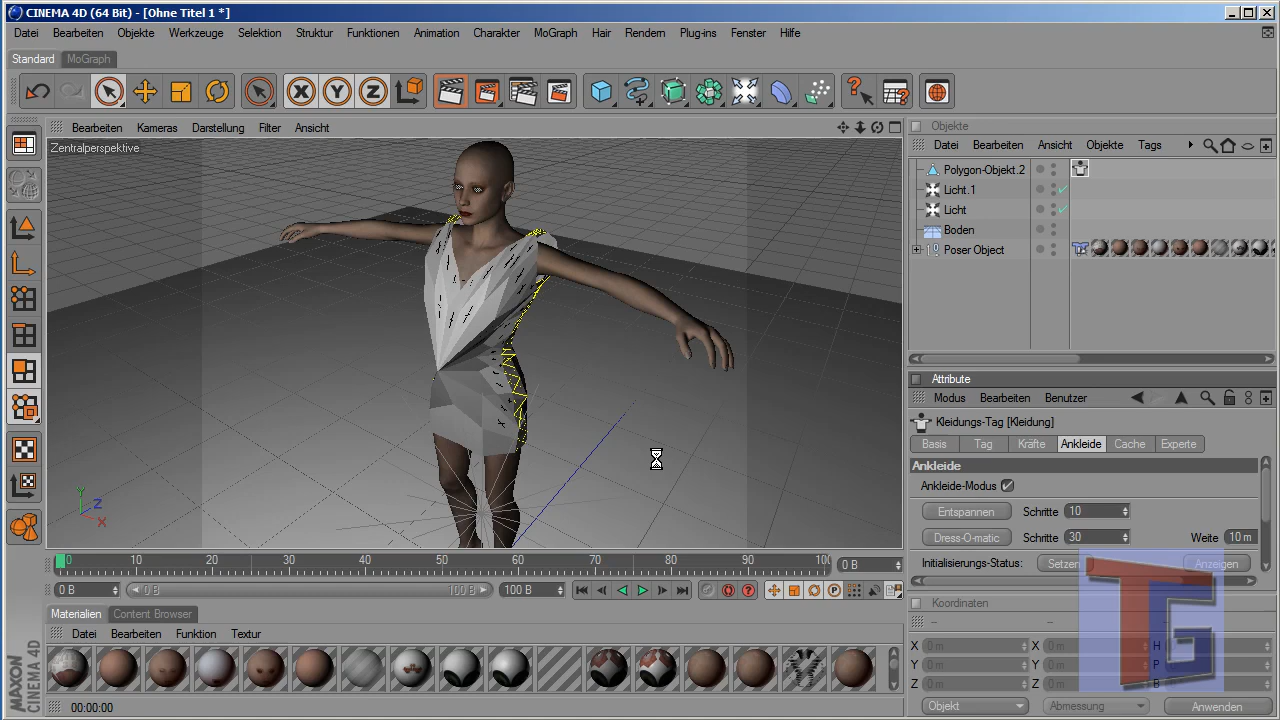 CINEMA 4D (64 Bit) - [Ohne Titel 1 *]
Datei Bearbeiten Objekte Werkzeuge Selektion Struktur Funktionen Animation Charakter MoGraph Hair Rendern Plug-ins Fenster Hilfe
Standard MoGraph
X Y Z
Bearbeiten Kameras Darstellung Filter Ansicht
Zentralperspektive
Objekte
Datei Bearbeiten Ansicht Objekte Tags
Polygon-Objekt.2
Licht.1
Licht
Boden
Poser Object
Attribute
Modus Bearbeiten Benutzer
Kleidungs-Tag [Kleidung]
Basis Tag Kräfte Ankleide Cache Experte
Ankleide
Ankleide-Modus
Entspannen Schritte 10
Dress-O-matic Schritte 30 Weite 10 m
Initialisierungs-Status: Setzen Anzeigen
Y Z X
0 10 20 30 40 50 60 70 80 90 100 0 B
0 B 0 B 100 B 100 B
Materialien Content Browser
Datei Bearbeiten Funktion Textur
Koordinaten
-- --
X 0 m X 0 m H
Y 0 m Y 0 m P
Z 0 m Z 0 m B
Objekt Abmessung Anwenden
TG
MAXON
CINEMA 4D
00:00:00